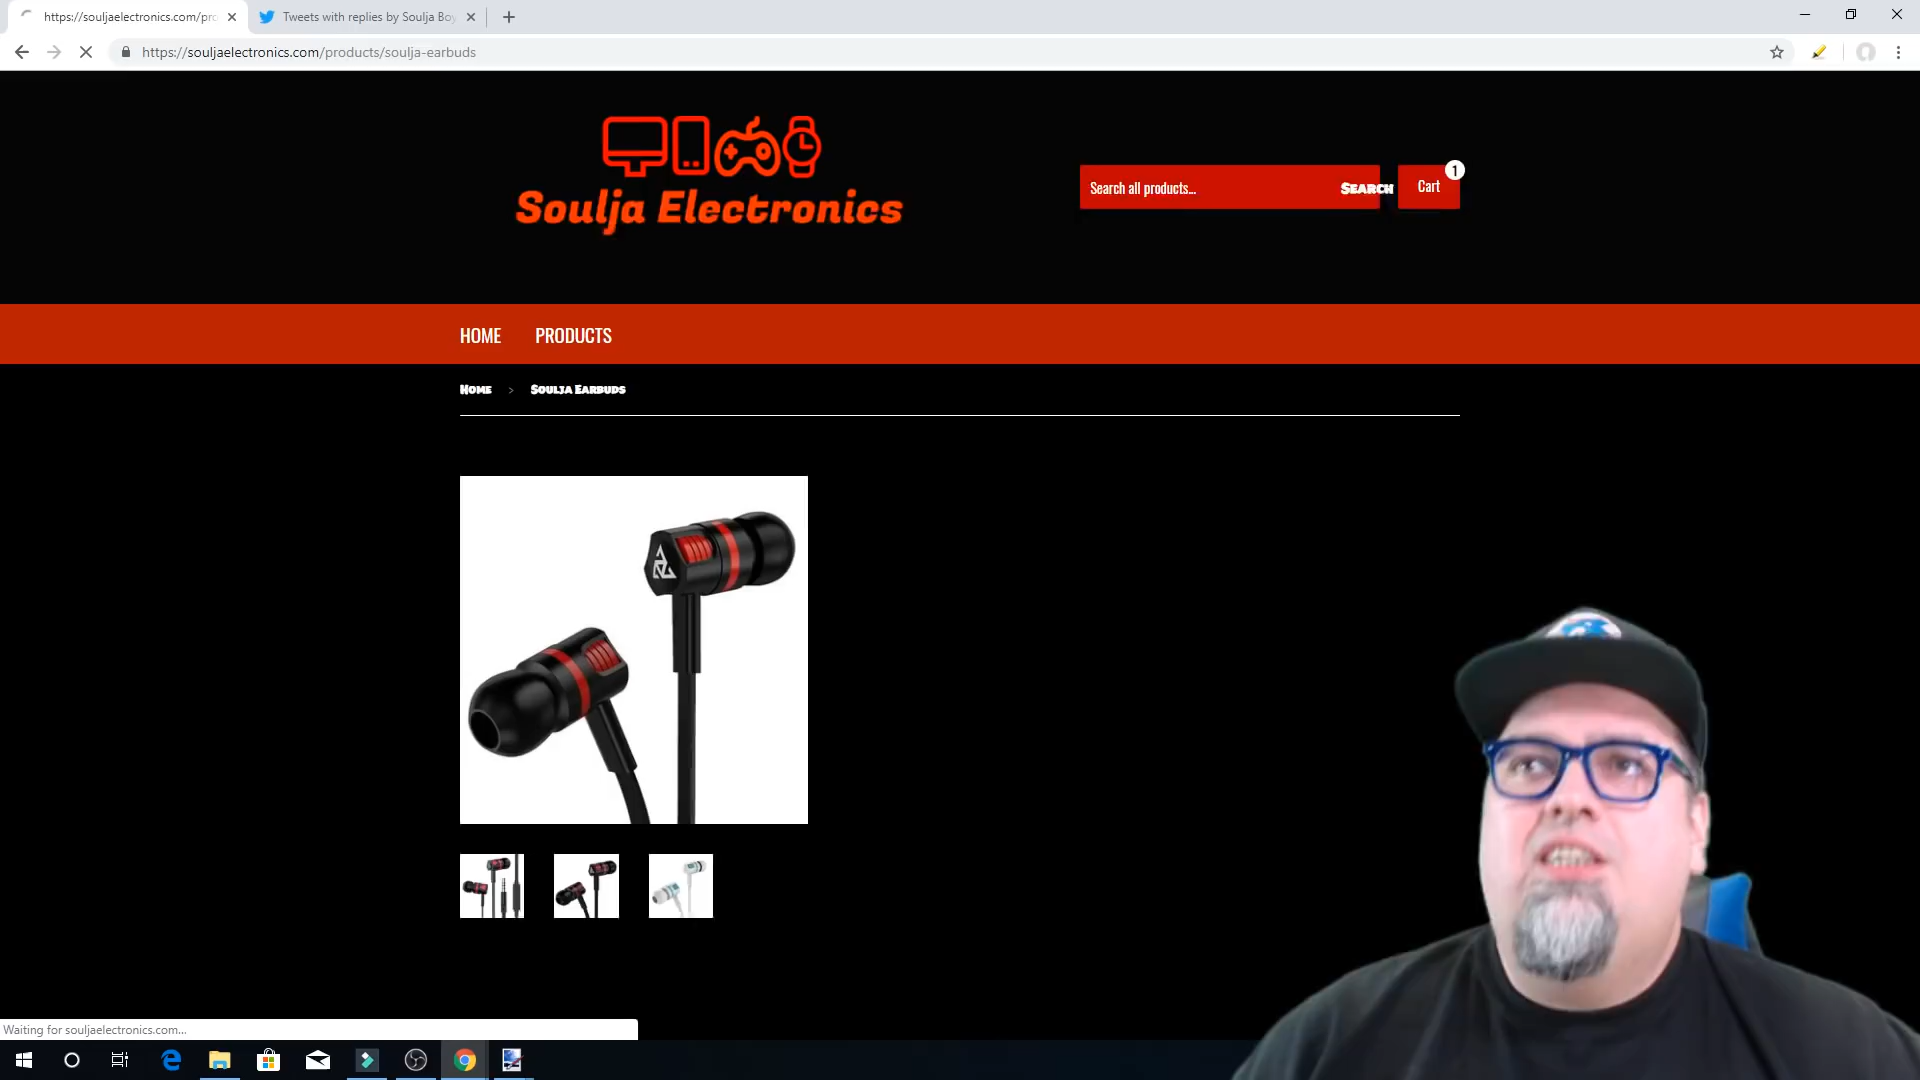 https://souljaelectronics.com/pro
Tweets with replies by Soulja Boy
https://souljaelectronics.com/products/soulja-earbuds
Soulja Electronics
Search all products...
Search
Cart
1
HOME
PRODUCTS
Home > Soulja Earbuds
Waiting for souljaelectronics.com...